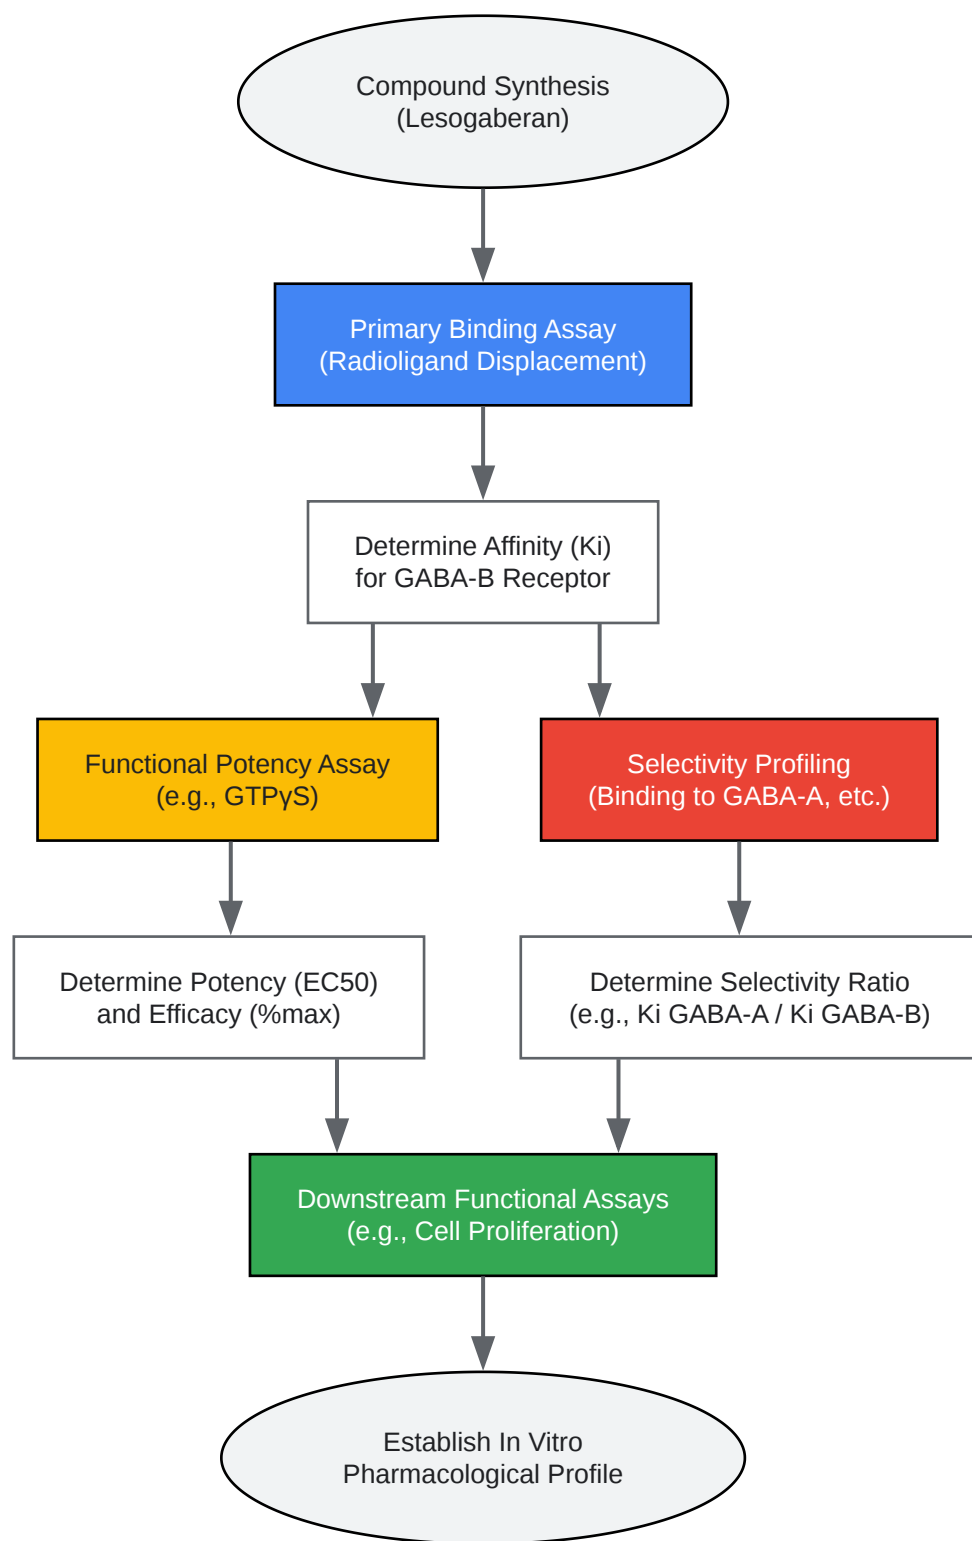 Compound Synthesis
(Lesogaberan)
Primary Binding Assay
(Radioligand Displacement)
Determine Affinity (Ki)
for GABA-B Receptor
Functional Potency Assay
(e.g., GTPγS)
Selectivity Profiling
(Binding to GABA-A, etc.)
Determine Potency (EC50)
and Efficacy (%max)
Determine Selectivity Ratio
(e.g., Ki GABA-A / Ki GABA-B)
Downstream Functional Assays
(e.g., Cell Proliferation)
Establish In Vitro
Pharmacological Profile